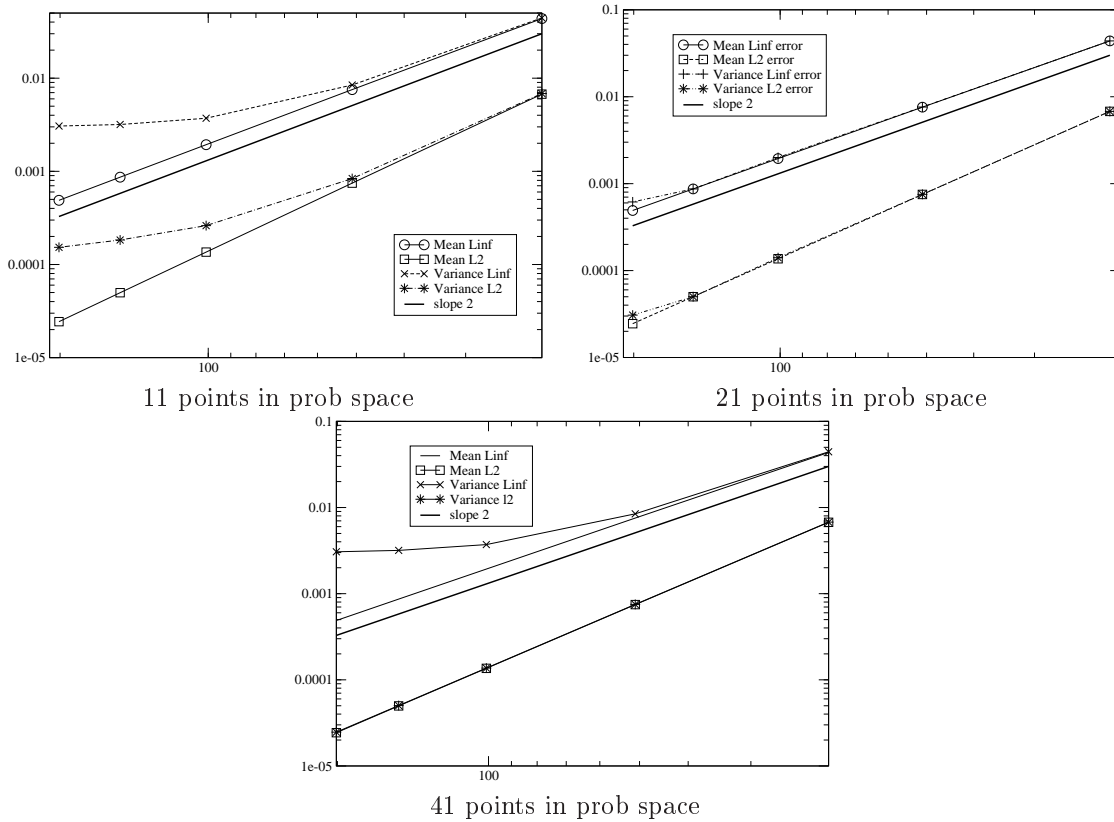 0.01
0.001
0.0001
1e-05
100
Mean Linf
Mean L2
Variance Linf
Variance L2
slope 2
11 points in prob space
0.1
0.01
0.001
0.0001
1e-05
100
Mean Linf error
Mean L2 error
Variance Linf error
Variance L2 error
slope 2
21 points in prob space
0.1
0.01
0.001
0.0001
1e-05
100
Mean Linf
Mean L2
Variance Linf
Variance l2
slope 2
41 points in prob space